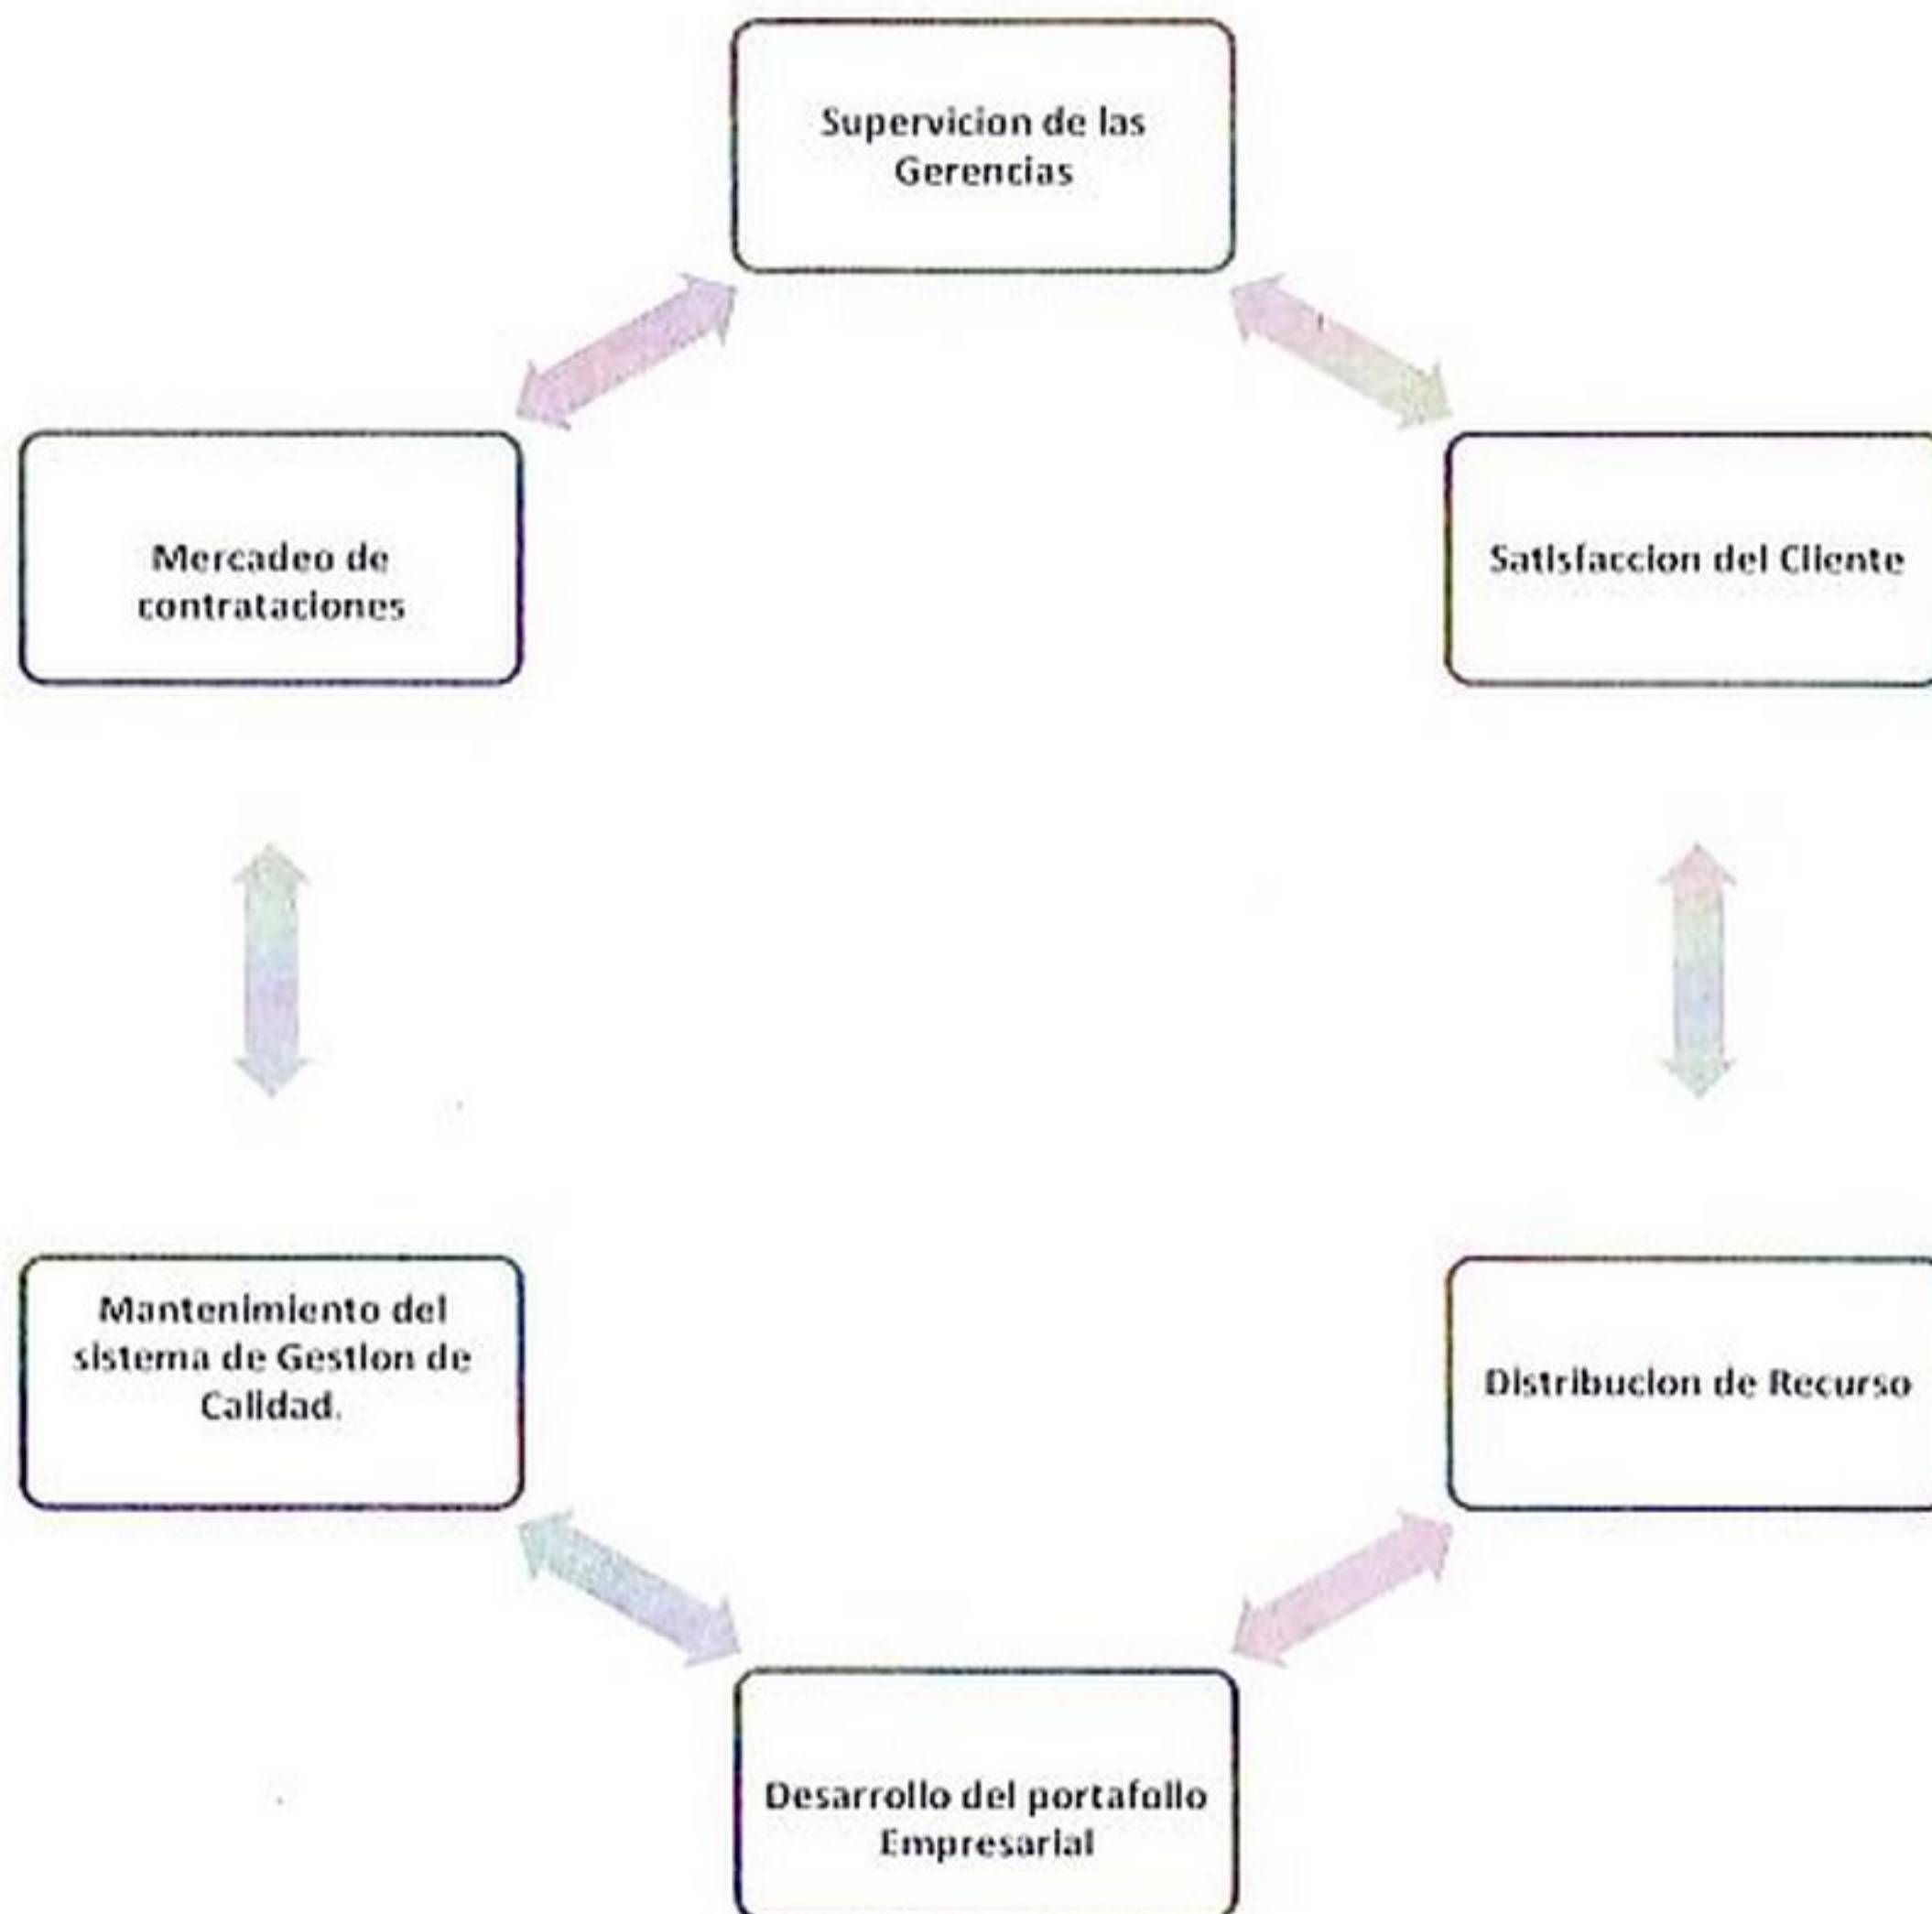 Supervicion de las
Gerencias
Mercadeo de
contrataciones
Satisfaccion del Cliente
Mantenimiento del
sistema de Gestion de
Calidad.
Distribucion de Recurso
Desarrollo del portafolio
Empresarial